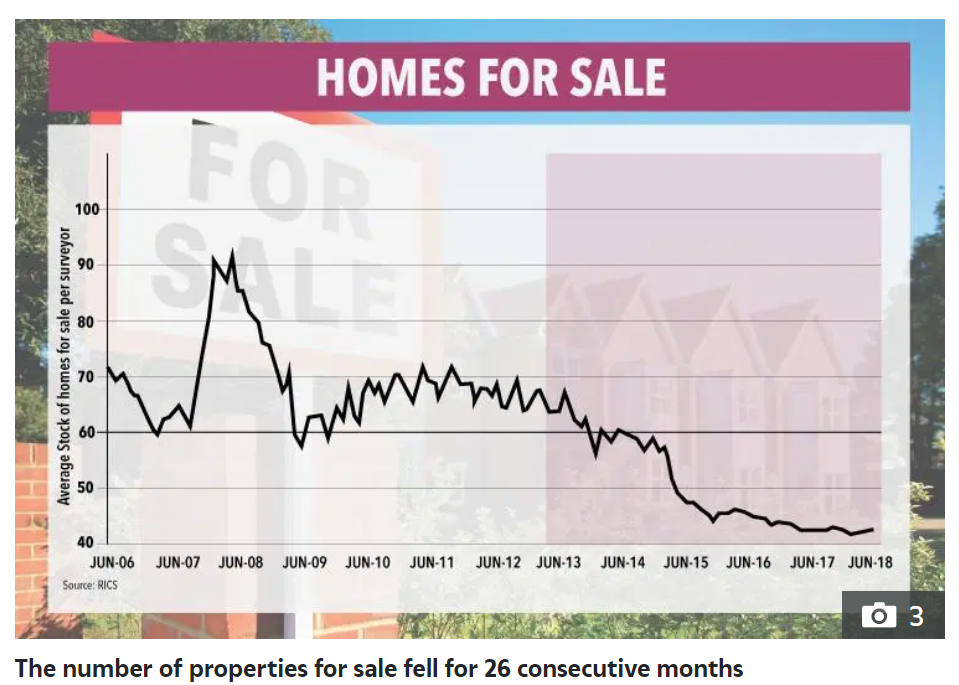 HOMES FOR SALE
FOR
SALE
Average Stock of homes for sale per surveyor
100
90
80
70
60
50
40
JUN-06 JUN-07 JUN-08 JUN-09 JUN-10 JUN-11 JUN-12 JUN-13 JUN-14 JUN-15 JUN-16 JUN-17 JUN-18
Source: RICS
3
The number of properties for sale fell for 26 consecutive months